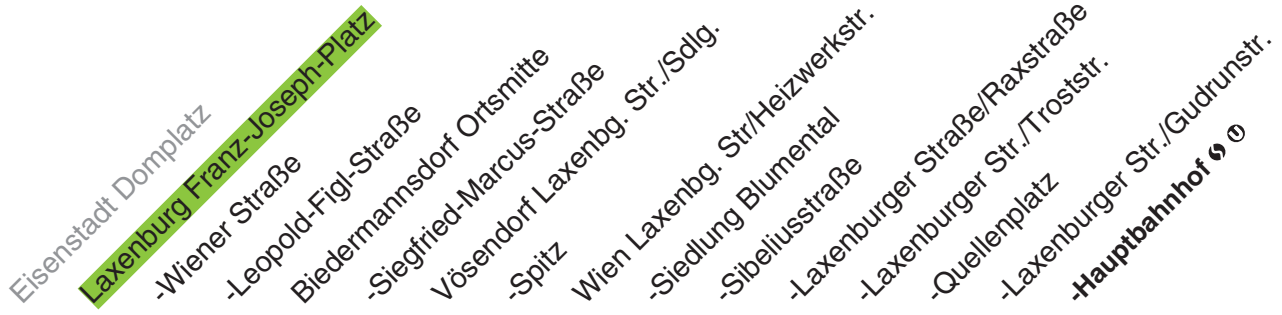 Eisenstadt Domplatz
Laxenburg Franz-Joseph-Platz
-Wiener Straße
-Leopold-Figl-Straße
Biedermannsdorf Ortsmitte
-Siegfried-Marcus-Straße
Vösendorf Laxenbg. Str./Sdlg.
-Spitz
Wien Laxenbg. Str/Heizwerkstr.
-Siedlung Blumental
-Sibeliusstraße
-Laxenburger Straße/Raxstraße
-Laxenburger Str./Troststr.
-Quellenplatz
-Laxenburger Str./Gudrunstr.
-Hauptbahnhof